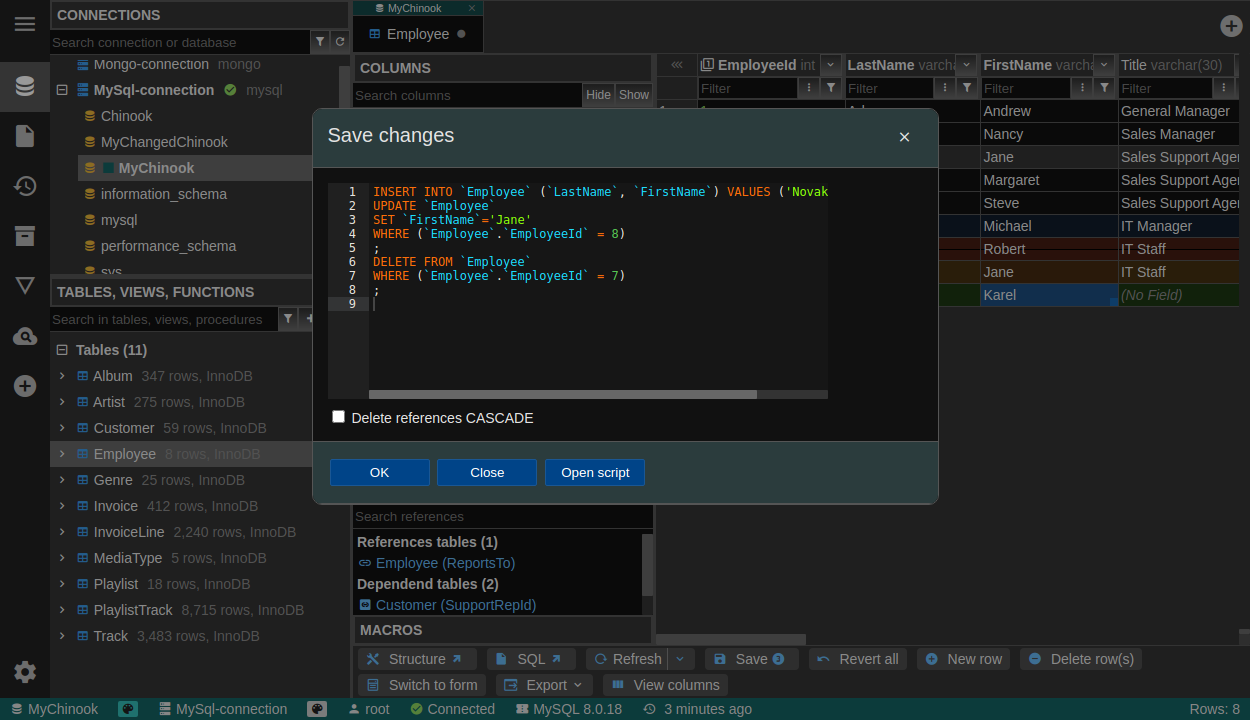 CONNECTIONS
Search connection or database
Mongo-connection mongo
MySql-connection mysql
Chinook
MyChangedChinook
MyChinook
information_schema
mysql
performance_schema
sys
TABLES, VIEWS, FUNCTIONS
Search in tables, views, procedures
Tables (11)
Album 347 rows, InnoDB
Artist 275 rows, InnoDB
Customer 59 rows, InnoDB
Employee 8 rows, InnoDB
Genre 25 rows, InnoDB
Invoice 412 rows, InnoDB
InvoiceLine 2,240 rows, InnoDB
MediaType 5 rows, InnoDB
Playlist 18 rows, InnoDB
PlaylistTrack 8,715 rows, InnoDB
Track 3,483 rows, InnoDB
MyChinook
Employee
COLUMNS
Search columns
Hide Show
EmployeeId int LastName varcha FirstName varcha Title varchar(30)
Filter Filter Filter Filter
Andrew General Manager
Nancy Sales Manager
Jane Sales Support Agen
Margaret Sales Support Agen
Steve Sales Support Agen
Michael IT Manager
Robert IT Staff
Jane IT Staff
Karel (No Field)
Save changes
1 INSERT INTO `Employee` (`LastName`, `FirstName`) VALUES ('Novak
2 UPDATE `Employee`
3 SET `FirstName`='Jane'
4 WHERE (`Employee`.`EmployeeId` = 8)
5 ;
6 DELETE FROM `Employee`
7 WHERE (`Employee`.`EmployeeId` = 7)
8 ;
9
Delete references CASCADE
OK Close Open script
Search references
References tables (1)
Employee (ReportsTo)
Dependend tables (2)
Customer (SupportRepId)
MACROS
Structure SQL Refresh Save 3 Revert all New row Delete row(s)
Switch to form Export View columns
MyChinook MySql-connection root Connected MySQL 8.0.18 3 minutes ago Rows: 8